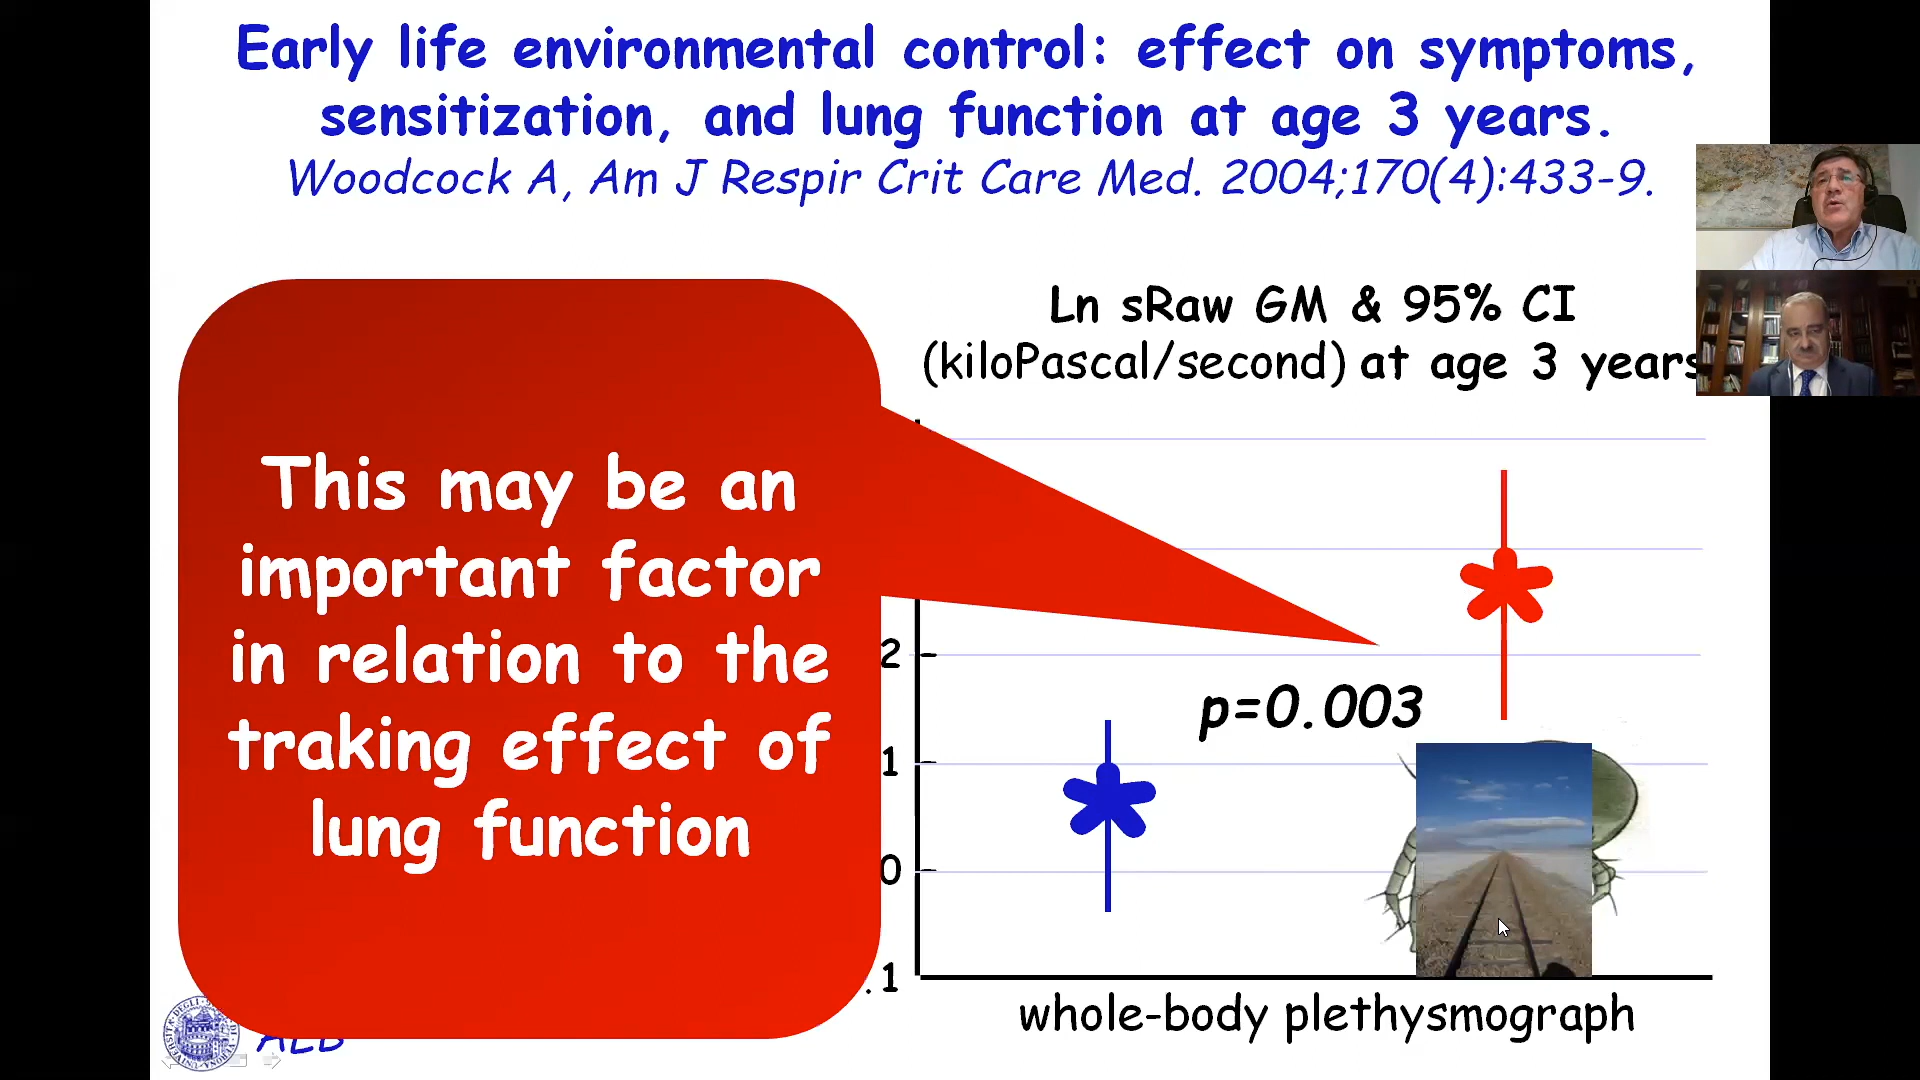 Early life environmental control: effect on symptoms,
sensitization, and lung function at age 3 years.
Woodcock A, Am J Respir Crit Care Med. 2004;170(4):433-9.
Ln sRaw GM & 95% CI
(kiloPascal/second) at age 3 years
This may be an
important factor
in relation to the
traking effect of
lung function
2
p=0.003
1
0
.1
whole-body plethysmograph